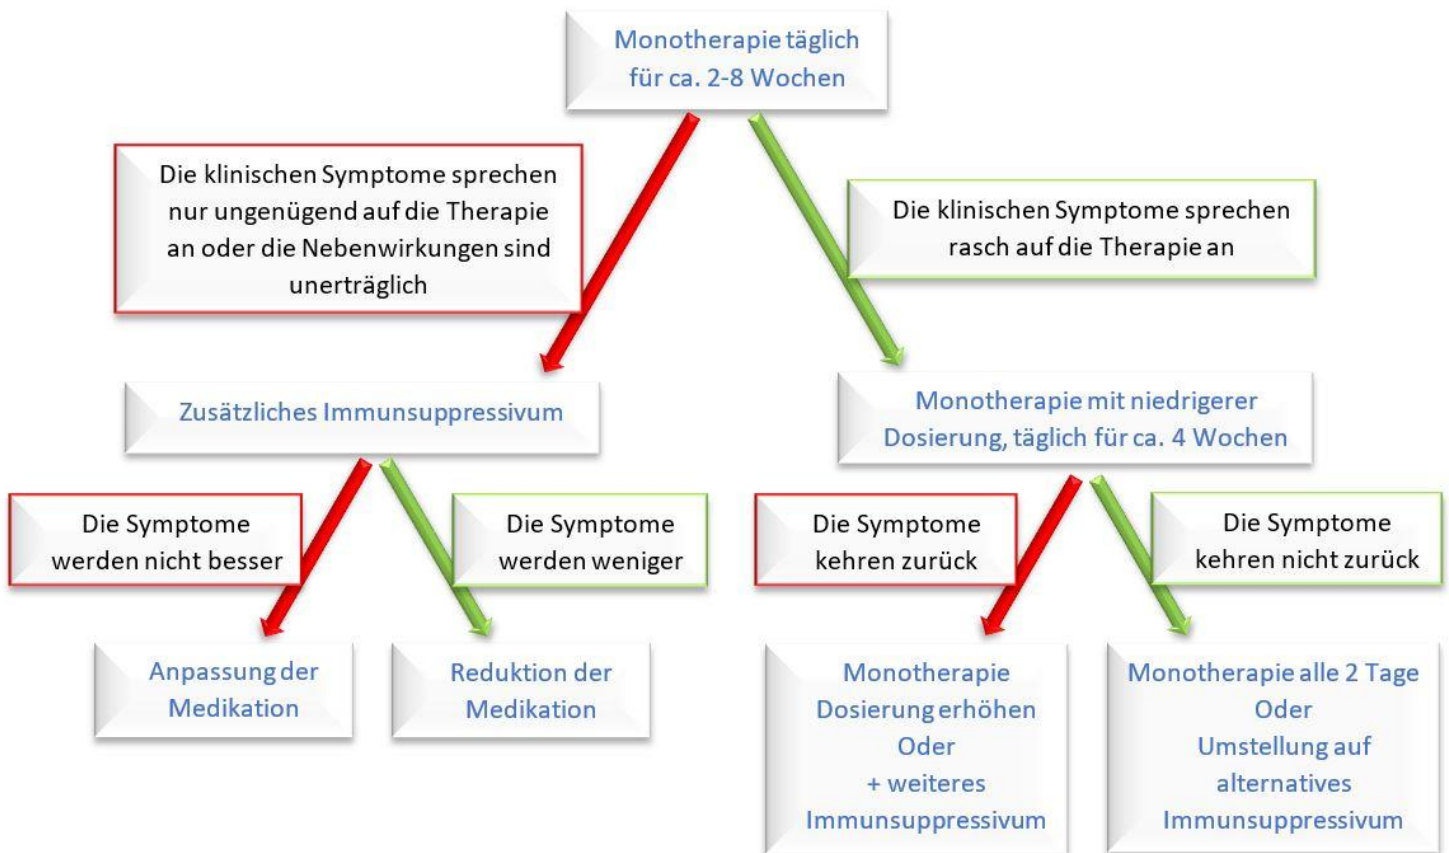 Monotherapie täglich
für ca. 2-8 Wochen
Die klinischen Symptome sprechen
nur ungenügend auf die Therapie
an oder die Nebenwirkungen sind
unerträglich
Die klinischen Symptome sprechen
rasch auf die Therapie an
Zusätzliches Immunsuppressivum
Monotherapie mit niedrigerer
Dosierung, täglich für ca. 4 Wochen
Die Symptome
werden nicht besser
Die Symptome
werden weniger
Die Symptome
kehren zurück
Die Symptome
kehren nicht zurück
Anpassung der
Medikation
Reduktion der
Medikation
Monotherapie
Dosierung erhöhen
Oder
+ weiteres
Immunsuppressivum
Monotherapie alle 2 Tage
Oder
Umstellung auf
alternatives
Immunsuppressivum